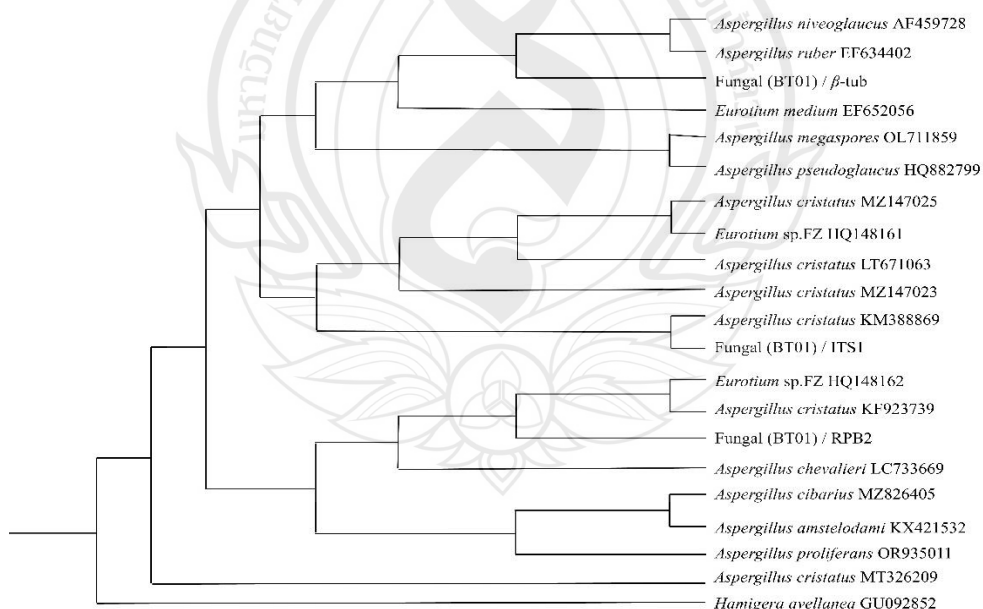 Aspergillus niveoglaucus AF459728
Aspergillus ruber EF634402
Fungal (BT01) / β-tub
Eurotium medium EF652056
Aspergillus megaspores OL711859
Aspergillus pseudoglaucus HQ882799
Aspergillus cristatus MZ147025
Eurotium sp.FZ HQ148161
Aspergillus cristatus LT671063
Aspergillus cristatus MZ147023
Aspergillus cristatus KM388869
Fungal (BT01) / ITS1
Eurotium sp.FZ HQ148162
Aspergillus cristatus KF923739
Fungal (BT01) / RPB2
Aspergillus chevalieri LC733669
Aspergillus cibarius MZ826405
Aspergillus amstelodami KX421532
Aspergillus proliferans OR935011
Aspergillus cristatus MT326209
Hamigera avellanea GU092852